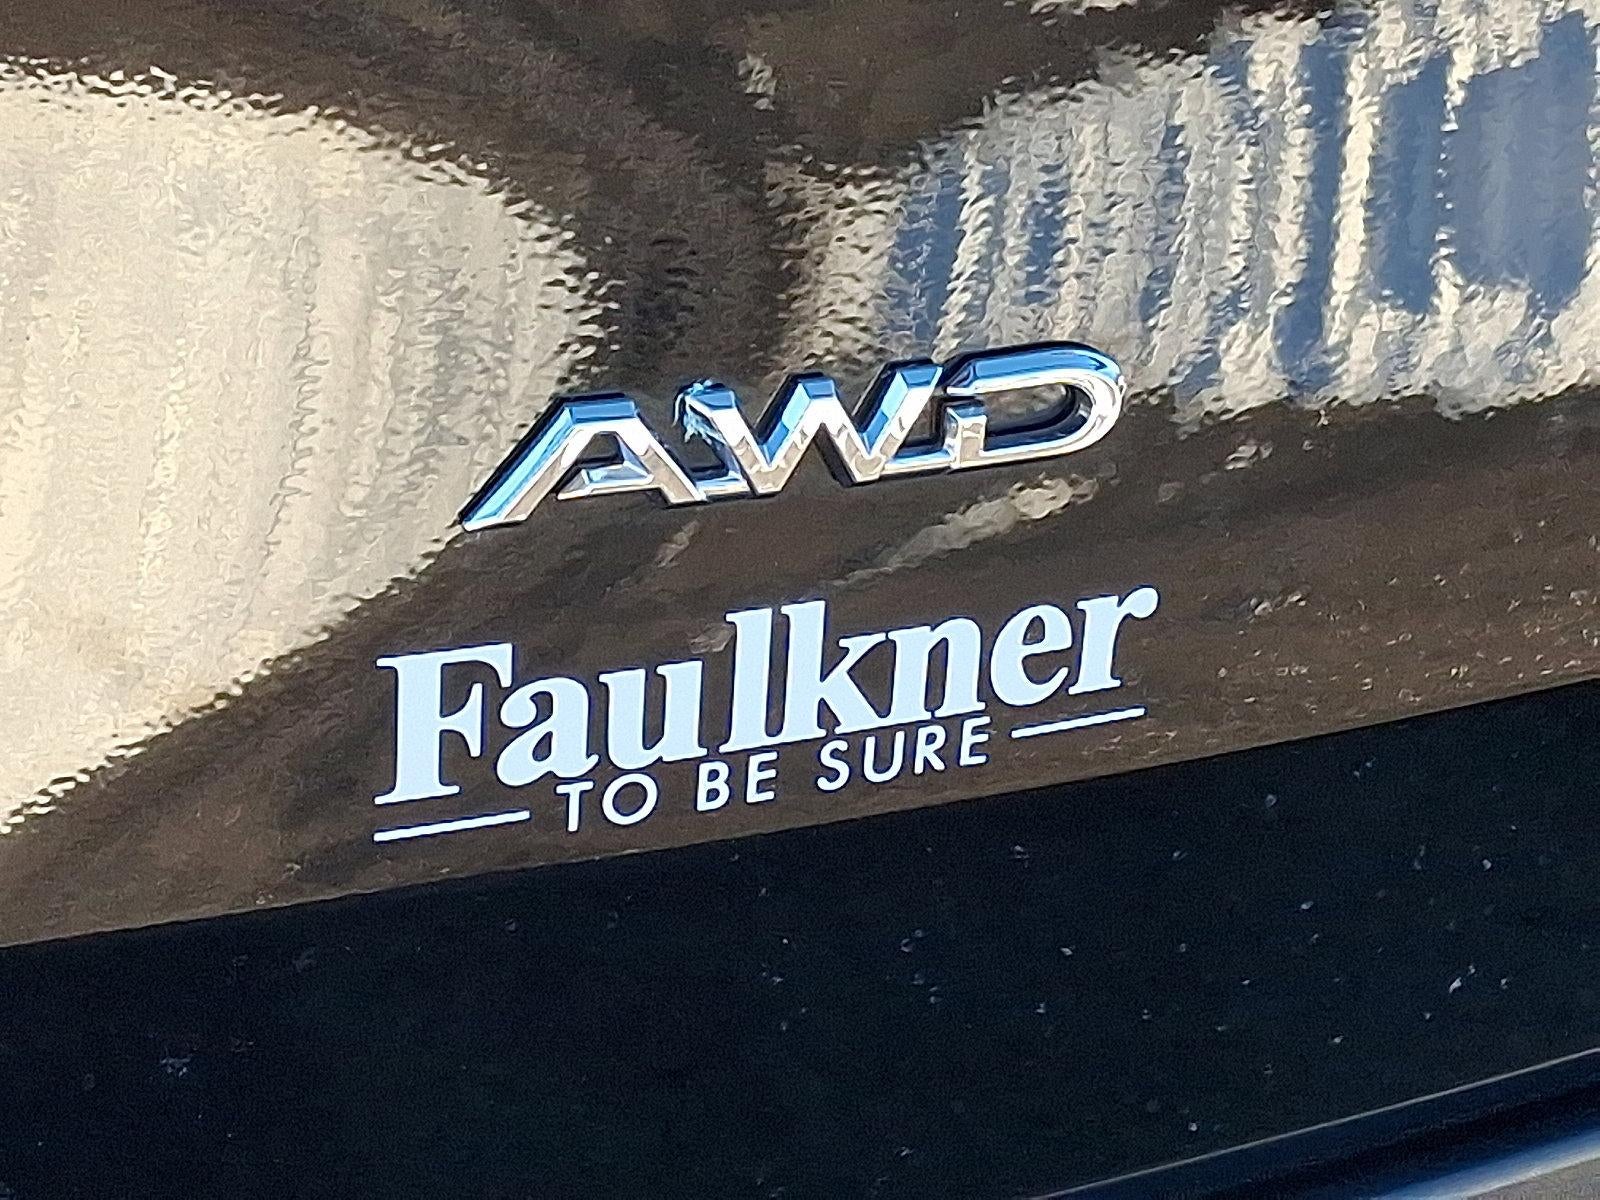 AWD
Faulkner
TO BE SURE